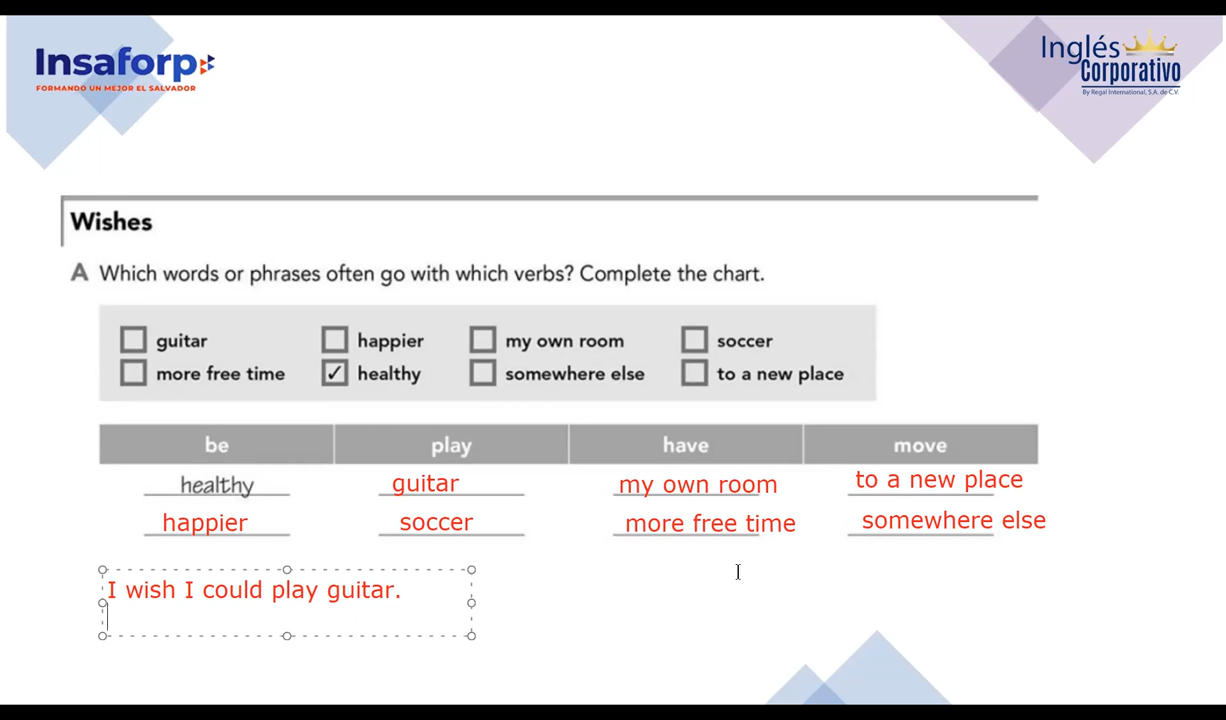 Insaforp
FORMANDO UN MEJOR EL SALVADOR
Inglés
Corporativo
By Regal International, S.A. de C.V.
Wishes
A Which words or phrases often go with which verbs? Complete the chart.
guitar happier my own room soccer
more free time ✓ healthy somewhere else to a new place
be play have move
healthy guitar my own room to a new place
happier soccer more free time somewhere else
I wish I could play guitar.